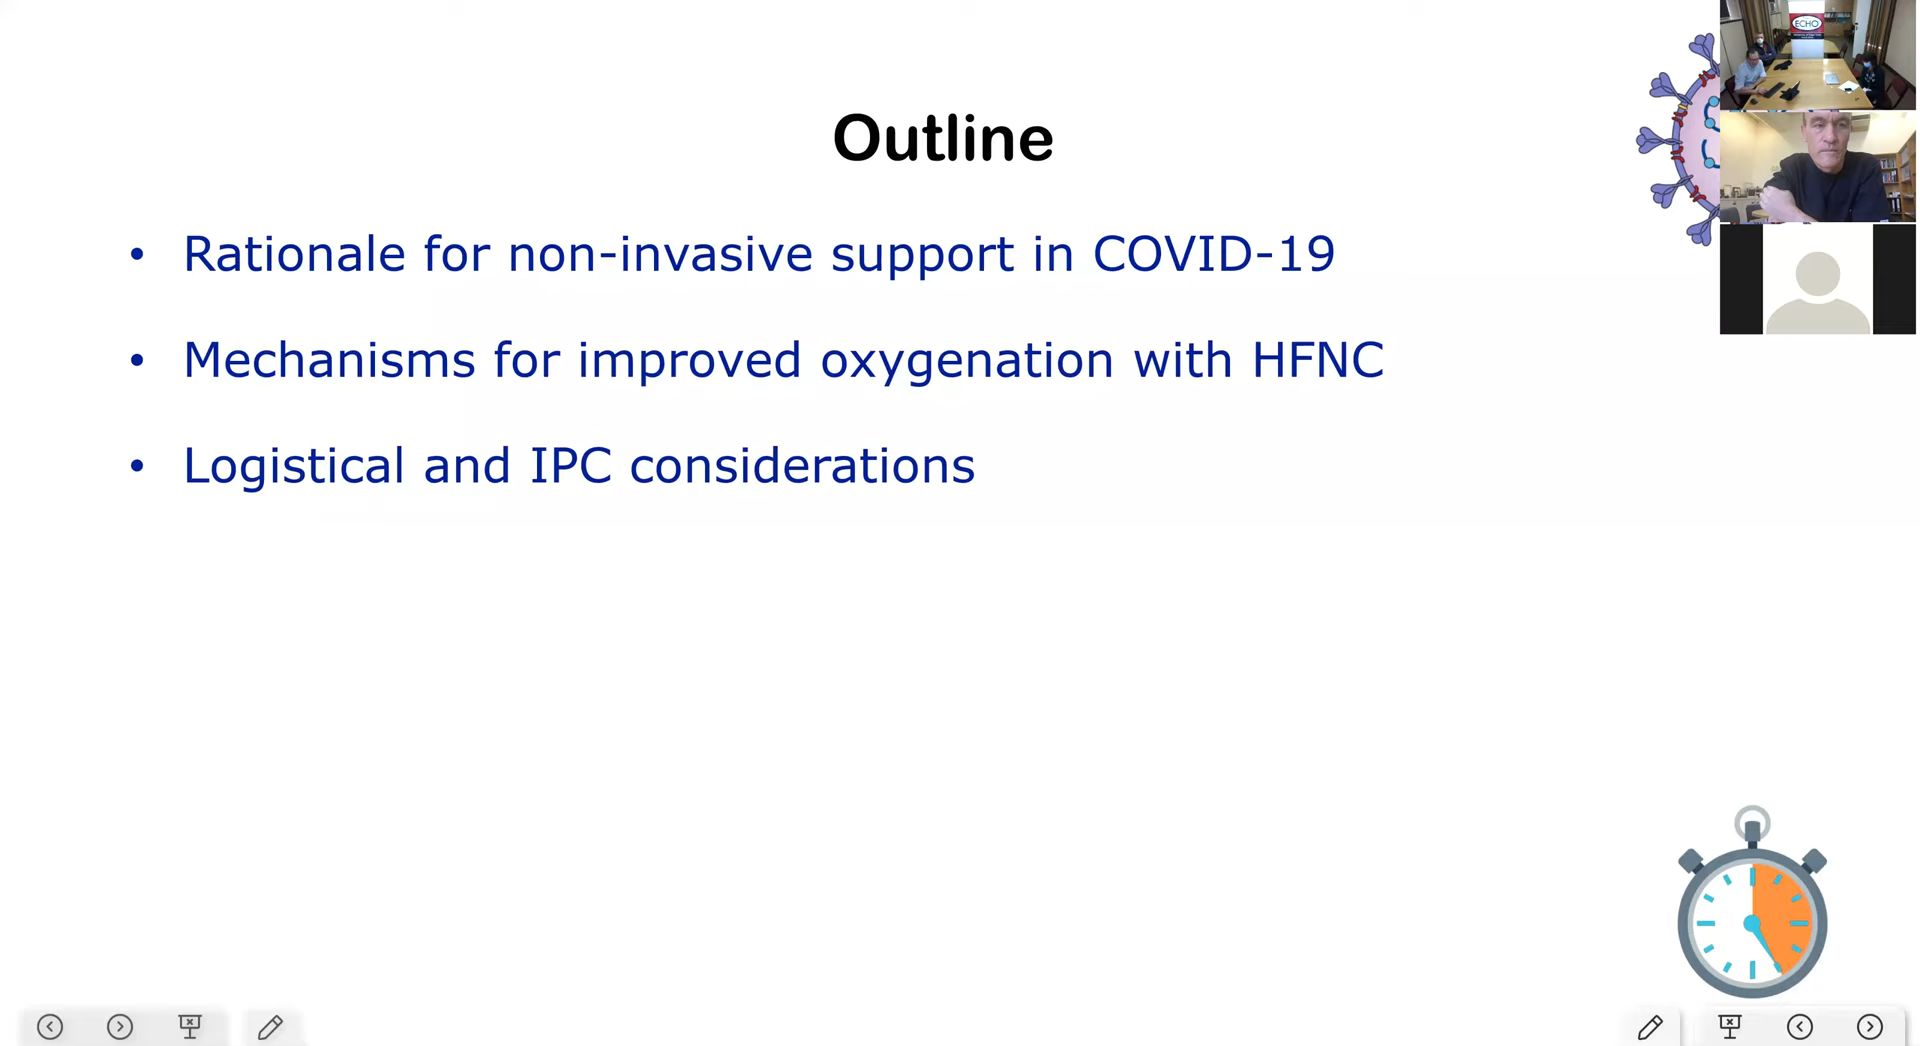 Outline
• Rationale for non-invasive support in COVID-19
• Mechanisms for improved oxygenation with HFNC
• Logistical and IPC considerations
ECHO